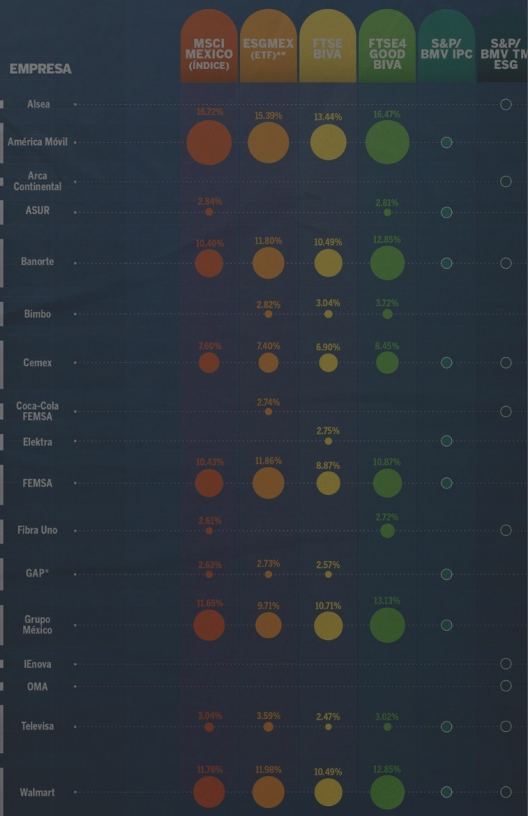 EMPRESA
MSCI
MEXICO
(ÍNDICE)
ESGMEX
(ETF)**
FTSE
BIVA
FTSE4
GOOD
BIVA
S&P/
BMV IPC
S&P/
BMV TM
ESG
Alsea
América Móvil 16.72% 15.39% 13.44% 16.47%
Arca
Continental
ASUR 2.84% 2.81%
Banorte 10.40% 11.80% 10.49% 12.85%
Bimbo 2.82% 3.04% 3.72%
Cemex 7.60% 7.40% 6.90% 8.45%
Coca-Cola
FEMSA 2.74%
Elektra 2.75%
FEMSA 10.43% 11.86% 8.87% 10.87%
Fibra Uno 2.61% 2.72%
GAP* 2.63% 2.73% 2.57%
Grupo
México 11.65% 9.71% 10.71% 13.13%
IEnova
OMA
Televisa 3.04% 3.59% 2.47% 3.02%
Walmart 11.76% 11.98% 10.49% 12.85%